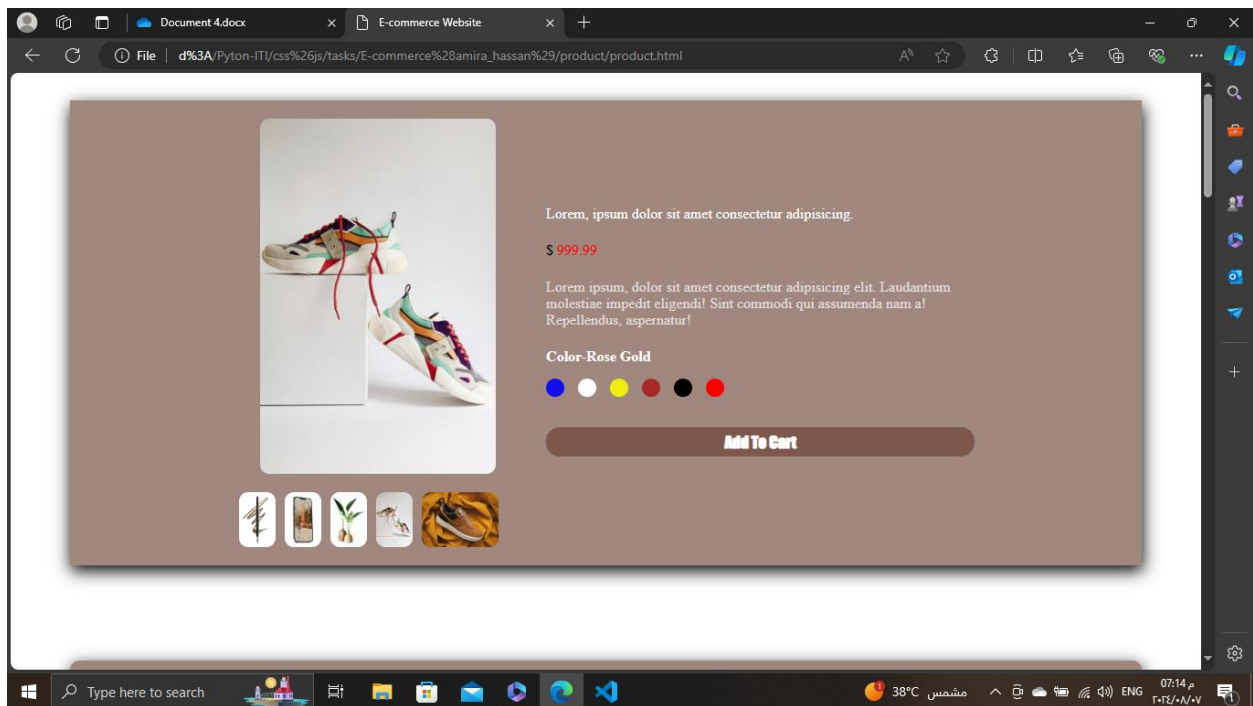 Document 4.docx
E-commerce Website
File
d%3A/Pyton-ITI/css%26js/tasks/E-commerce%28amira_hassan%29/product/product.html
Lorem, ipsum dolor sit amet consectetur adipisicing.
$ 999.99
Lorem ipsum, dolor sit amet consectetur adipisicing elit. Laudantium
molestiae impedit eligendi! Sint commodi qui assumenda nam a!
Repellendus, aspernatur!
Color-Rose Gold
Add To Cart
Type here to search
38°C مشمس
ENG
07:14 م
٢٠٢٤/٠٨/٠٧